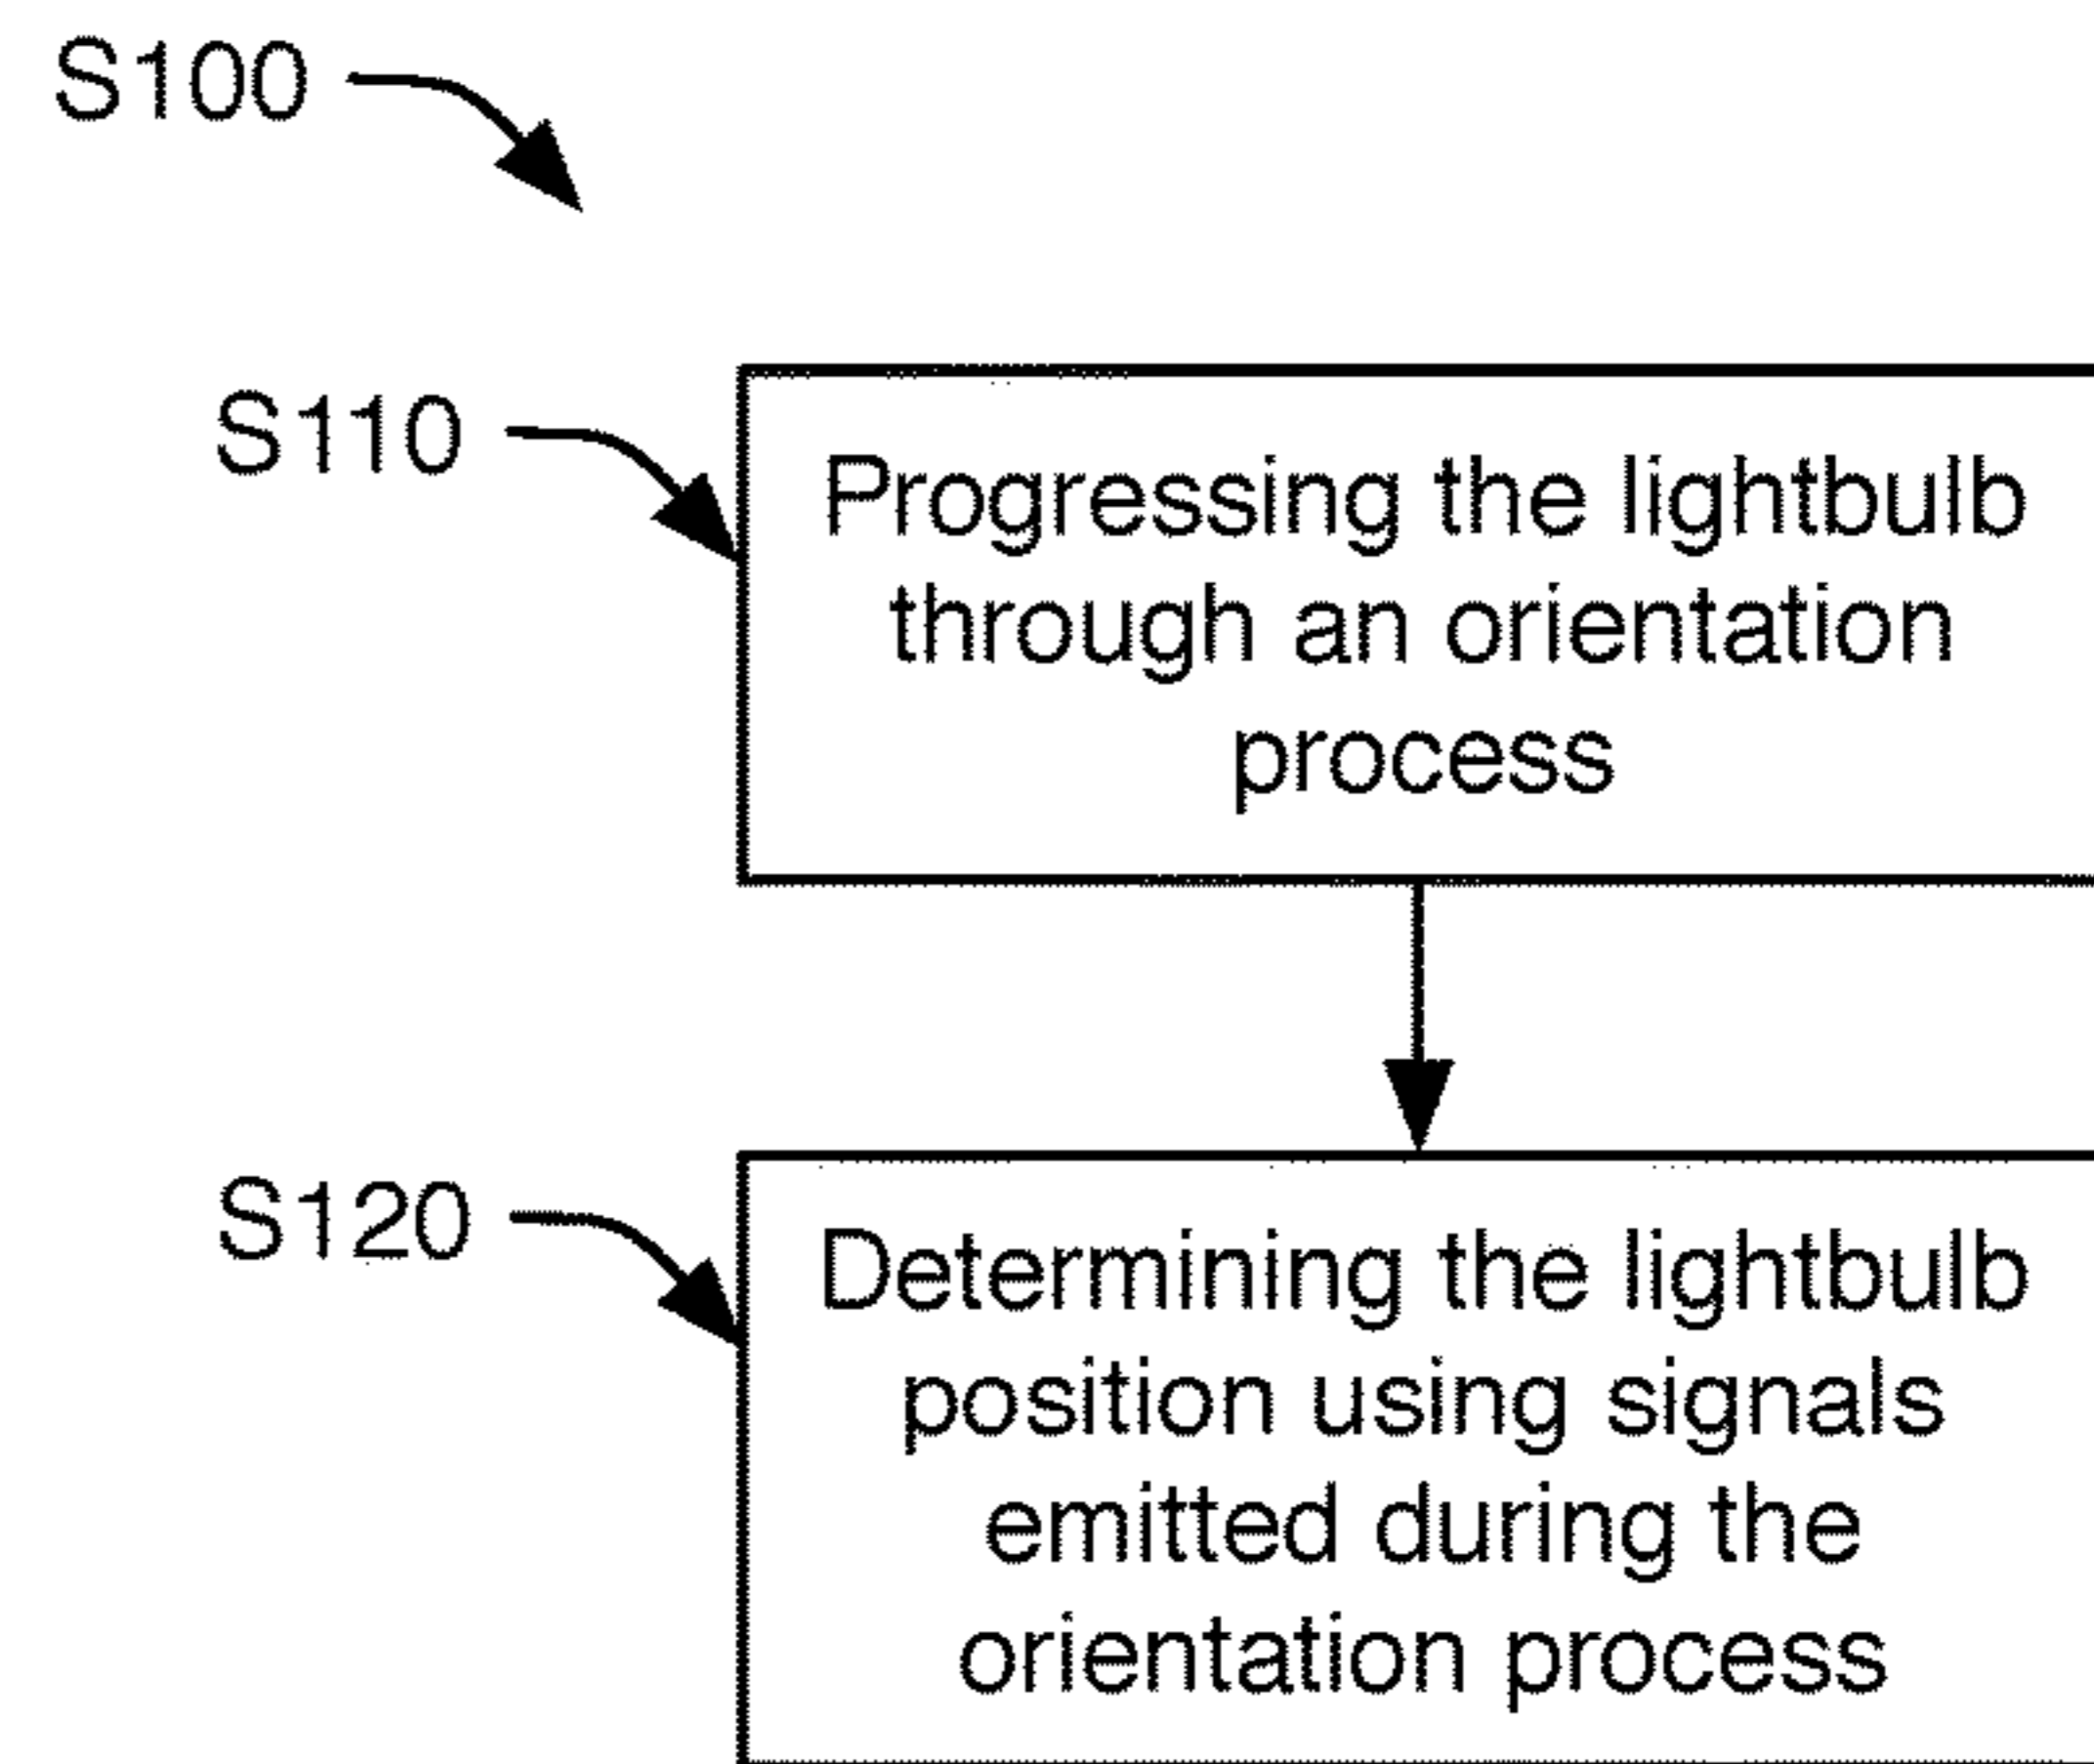 S100
S110
Progressing the lightbulb
through an orientation
process
S120
Determining the lightbulb
position using signals
emitted during the
orientation process